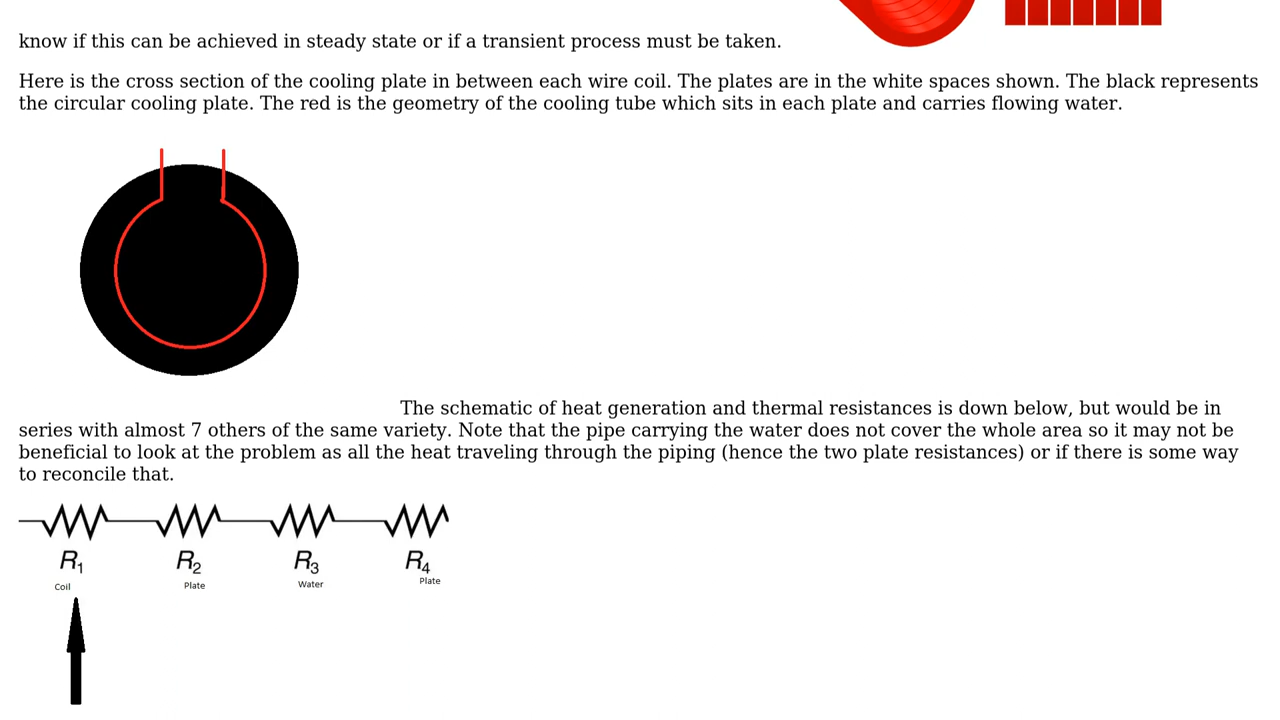 know if this can be achieved in steady state or if a transient process must be taken.
Here is the cross section of the cooling plate in between each wire coil. The plates are in the white spaces shown. The black represents
the circular cooling plate. The red is the geometry of the cooling tube which sits in each plate and carries flowing water.
The schematic of heat generation and thermal resistances is down below, but would be in
series with almost 7 others of the same variety. Note that the pipe carrying the water does not cover the whole area so it may not be
beneficial to look at the problem as all the heat traveling through the piping (hence the two plate resistances) or if there is some way
to reconcile that.
R₁ R₂ R₃ R₄
Coil Plate Water Plate